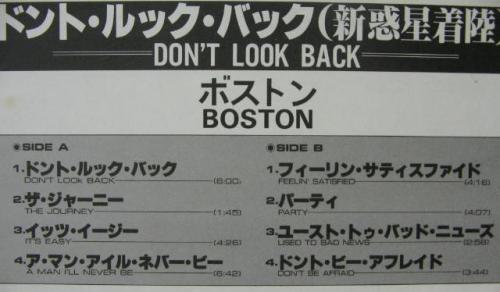 ドント・ルック・バック(新惑星着陸)
DON'T LOOK BACK
ボストン
BOSTON
●SIDE A
1.ドント・ルック・バック
DON'T LOOK BACK (6:00)
2.ザ・ジャーニー
THE JOURNEY (1:45)
3.イッツ・イージー
IT'S EASY (4:26)
4.ア・マン・アイル・ネバー・ビー
A MAN I'LL NEVER BE (6:42)
●SIDE B
1.フィーリン・サティスファイド
FEELIN' SATISFIED (4:16)
2.パーティ
PARTY (4:07)
3.ユースト・トゥ・バッド・ニューズ
USED TO BAD NEWS (2:58)
4.ドント・ビー・アフレイド
DON'T BE AFRAID (3:44)